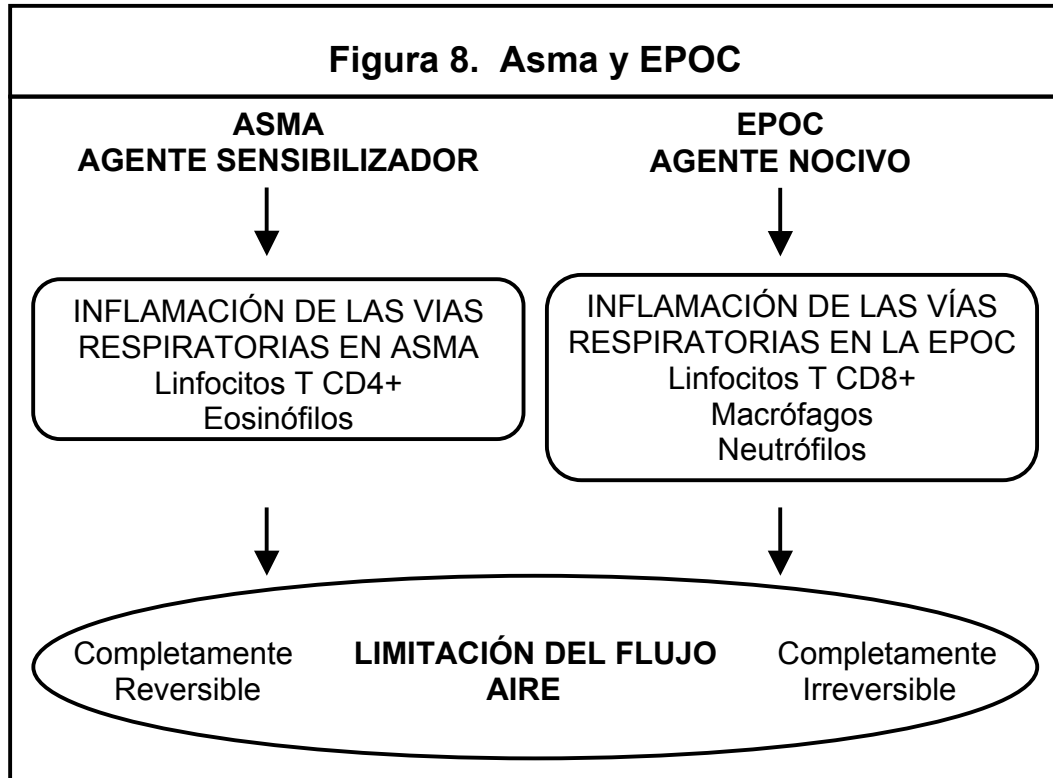 Figura 8. Asma y EPOC
ASMA
AGENTE SENSIBILIZADOR
EPOC
AGENTE NOCIVO
INFLAMACIÓN DE LAS VIAS
RESPIRATORIAS EN ASMA
Linfocitos T CD4+
Eosinófilos
INFLAMACIÓN DE LAS VÍAS
RESPIRATORIAS EN LA EPOC
Linfocitos T CD8+
Macrófagos
Neutrófilos
Completamente
Reversible
LIMITACIÓN DEL FLUJO
AIRE
Completamente
Irreversible